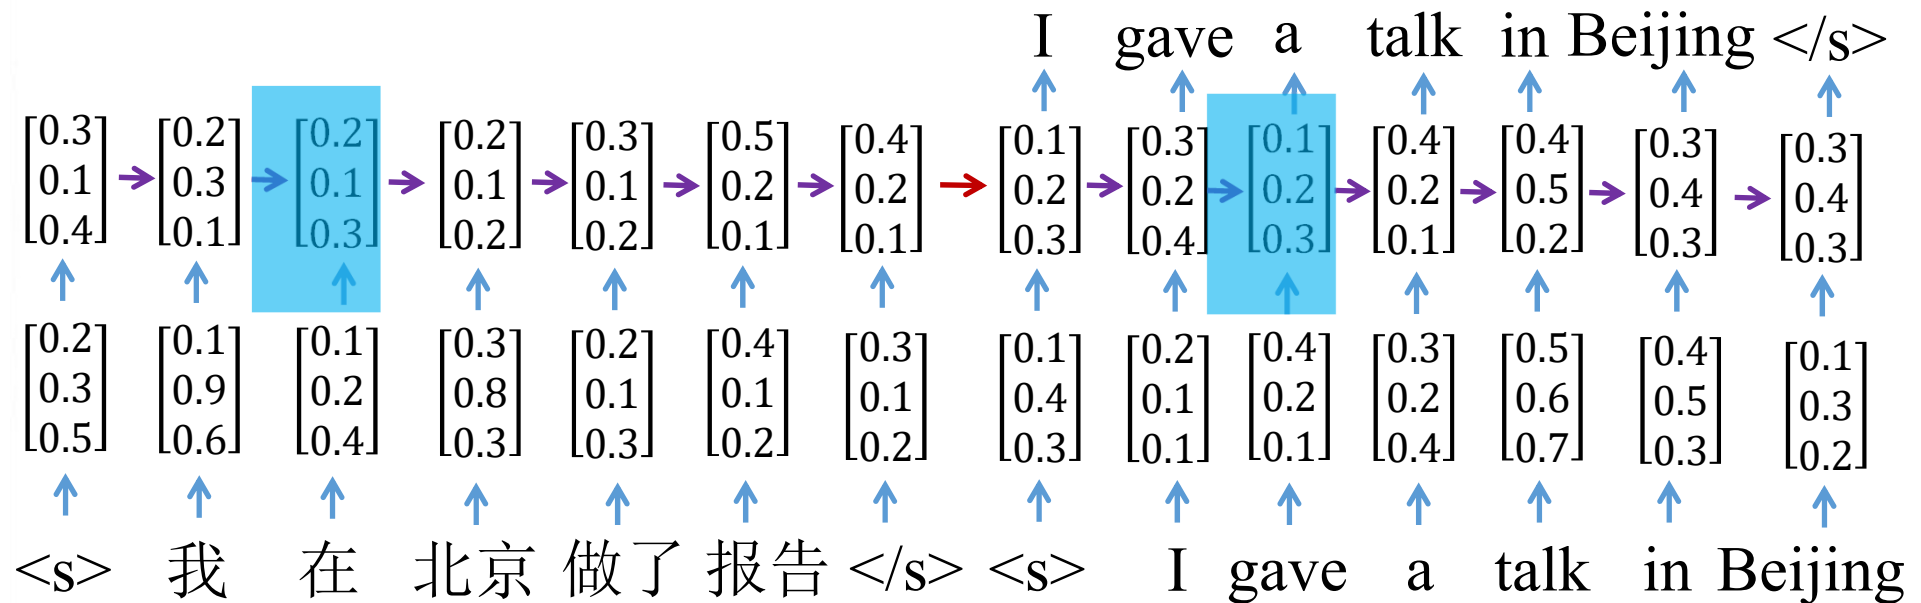 I gave a talk in Beijing </s>
[0.3 [0.2 [0.2 [0.2 [0.3 [0.5 [0.4 [0.1 [0.3 [0.1 [0.4 [0.4 [0.3 [0.3
0.1 0.3 0.1 0.1 0.1 0.2 0.2 0.2 0.2 0.2 0.2 0.5 0.4 0.4
0.4] 0.1] 0.3] 0.2] 0.2] 0.1] 0.1] 0.3] 0.4] 0.3] 0.1] 0.2] 0.3] 0.3]
[0.2 [0.1 [0.1 [0.3 [0.2 [0.4 [0.3 [0.1 [0.2 [0.4 [0.3 [0.5 [0.4 [0.1
0.3 0.9 0.2 0.8 0.1 0.1 0.1 0.4 0.1 0.2 0.2 0.6 0.5 0.3
0.5] 0.6] 0.4] 0.3] 0.3] 0.2] 0.2] 0.3] 0.1] 0.1] 0.4] 0.7] 0.3] 0.2]
<s> 我 在 北京 做了 报告 </s> <s> I gave a talk in Beijing